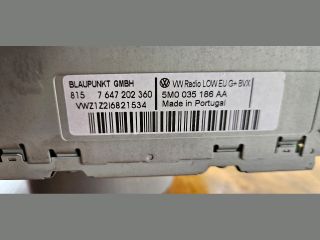 BLAUPUNKT GMBH
815 7 647 202 360
VWZ1Z2I6821534
VW Radio LOW EU G+ BVX
5M0 035 186 AA
Made in Portugal